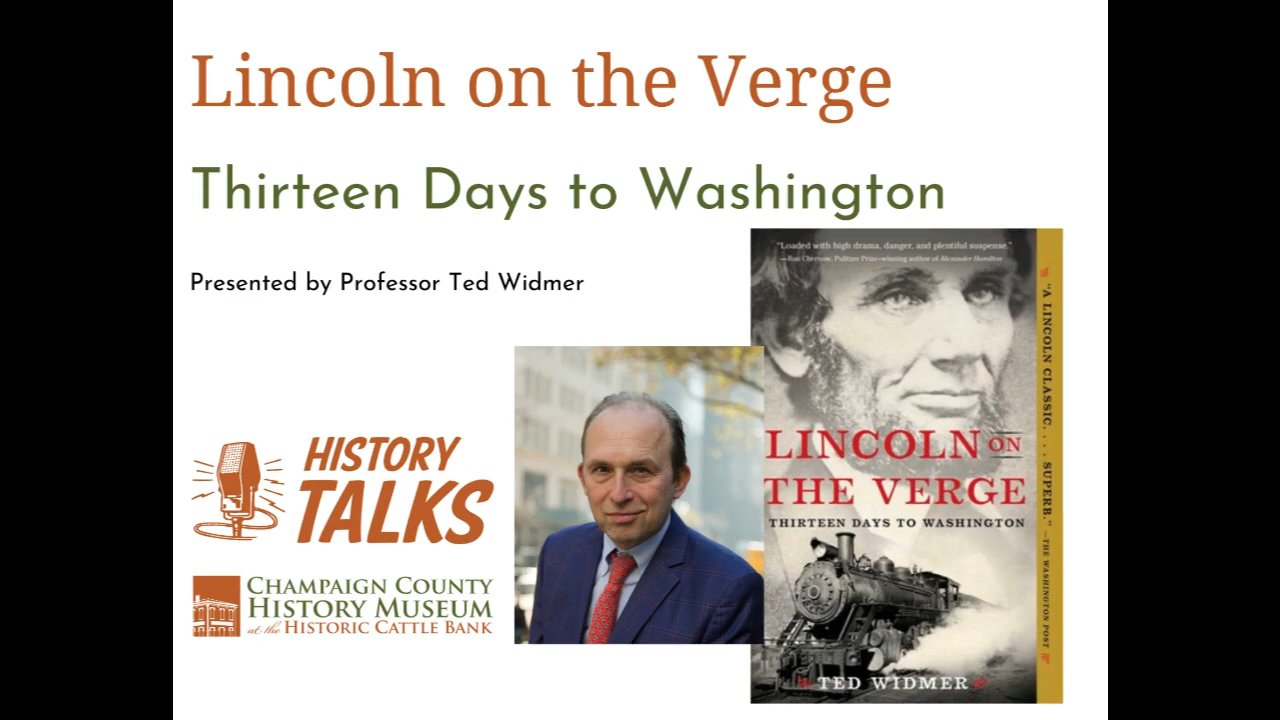 Lincoln on the Verge
Thirteen Days to Washington
Presented by Professor Ted Widmer
HISTORY
TALKS
CHAMPAIGN COUNTY
HISTORY MUSEUM
at the HISTORIC CATTLE BANK
"Loaded with high drama, danger, and plentiful suspense."
—Ron Chernow, Pulitzer Prize–winning author of Alexander Hamilton
LINCOLN ON
THE VERGE
THIRTEEN DAYS TO WASHINGTON
TED WIDMER
"A LINCOLN CLASSIC. . . . SUPERB." —THE WASHINGTON POST